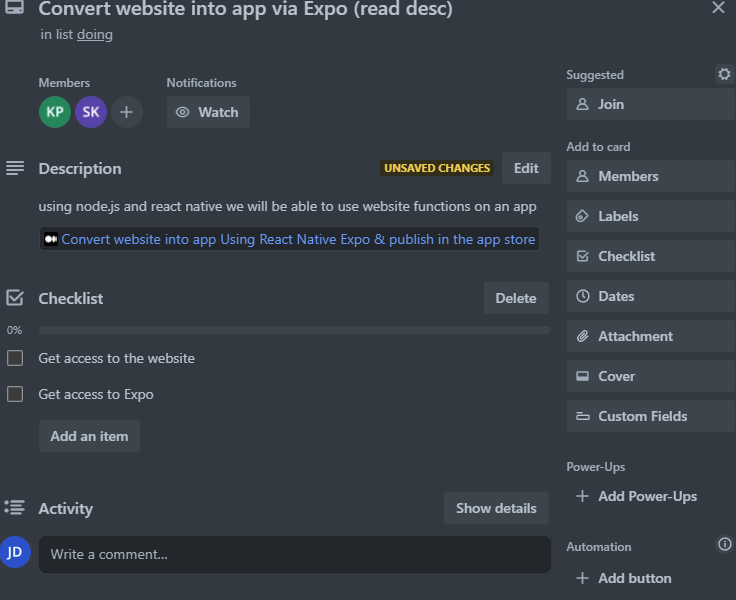 Convert website into app via Expo (read desc)
in list doing
Members
Notifications
KP
SK
Watch
Description
UNSAVED CHANGES
Edit
using node.js and react native we will be able to use website functions on an app
Convert website into app Using React Native Expo & publish in the app store
Checklist
Delete
0%
Get access to the website
Get access to Expo
Add an item
Activity
Show details
JD
Write a comment…
Suggested
Join
Add to card
Members
Labels
Checklist
Dates
Attachment
Cover
Custom Fields
Power-Ups
Add Power-Ups
Automation
Add button